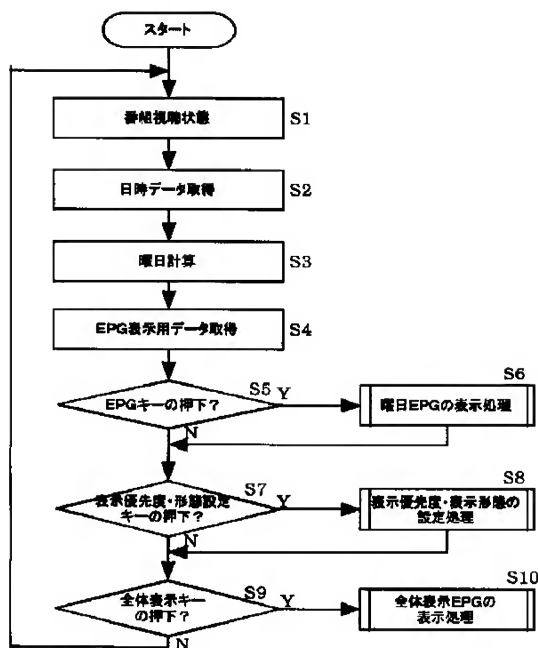 スタート
番組視聴状態
S1
日時データ取得
S2
曜日計算
S3
EPG表示用データ取得
S4
S5
EPGキーの押下?
Y
N
S6
曜日EPGの表示処理
S7
表示優先度・形態設定
キーの押下?
Y
N
S8
表示優先度・表示形態の
設定処理
S9
全体表示キー
の押下?
Y
N
S10
全体表示EPGの
表示処理